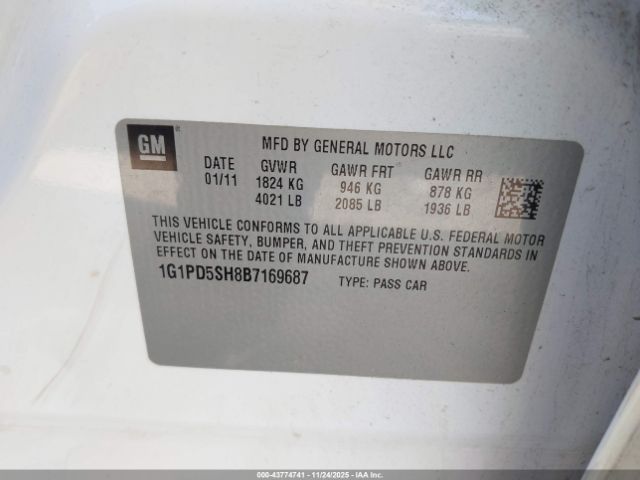 GM
MFD BY GENERAL MOTORS LLC
DATE GVWR GAWR FRT GAWR RR
01/11 1824 KG 946 KG 878 KG
4021 LB 2085 LB 1936 LB
THIS VEHICLE CONFORMS TO ALL APPLICABLE U.S. FEDERAL MOTOR
VEHICLE SAFETY, BUMPER, AND THEFT PREVENTION STANDARDS IN
EFFECT ON THE DATE OF MANUFACTURE SHOWN ABOVE.
1G1PD5SH8B7169687 TYPE: PASS CAR
000-43774741 - 11/24/2025 - © IAA Inc.